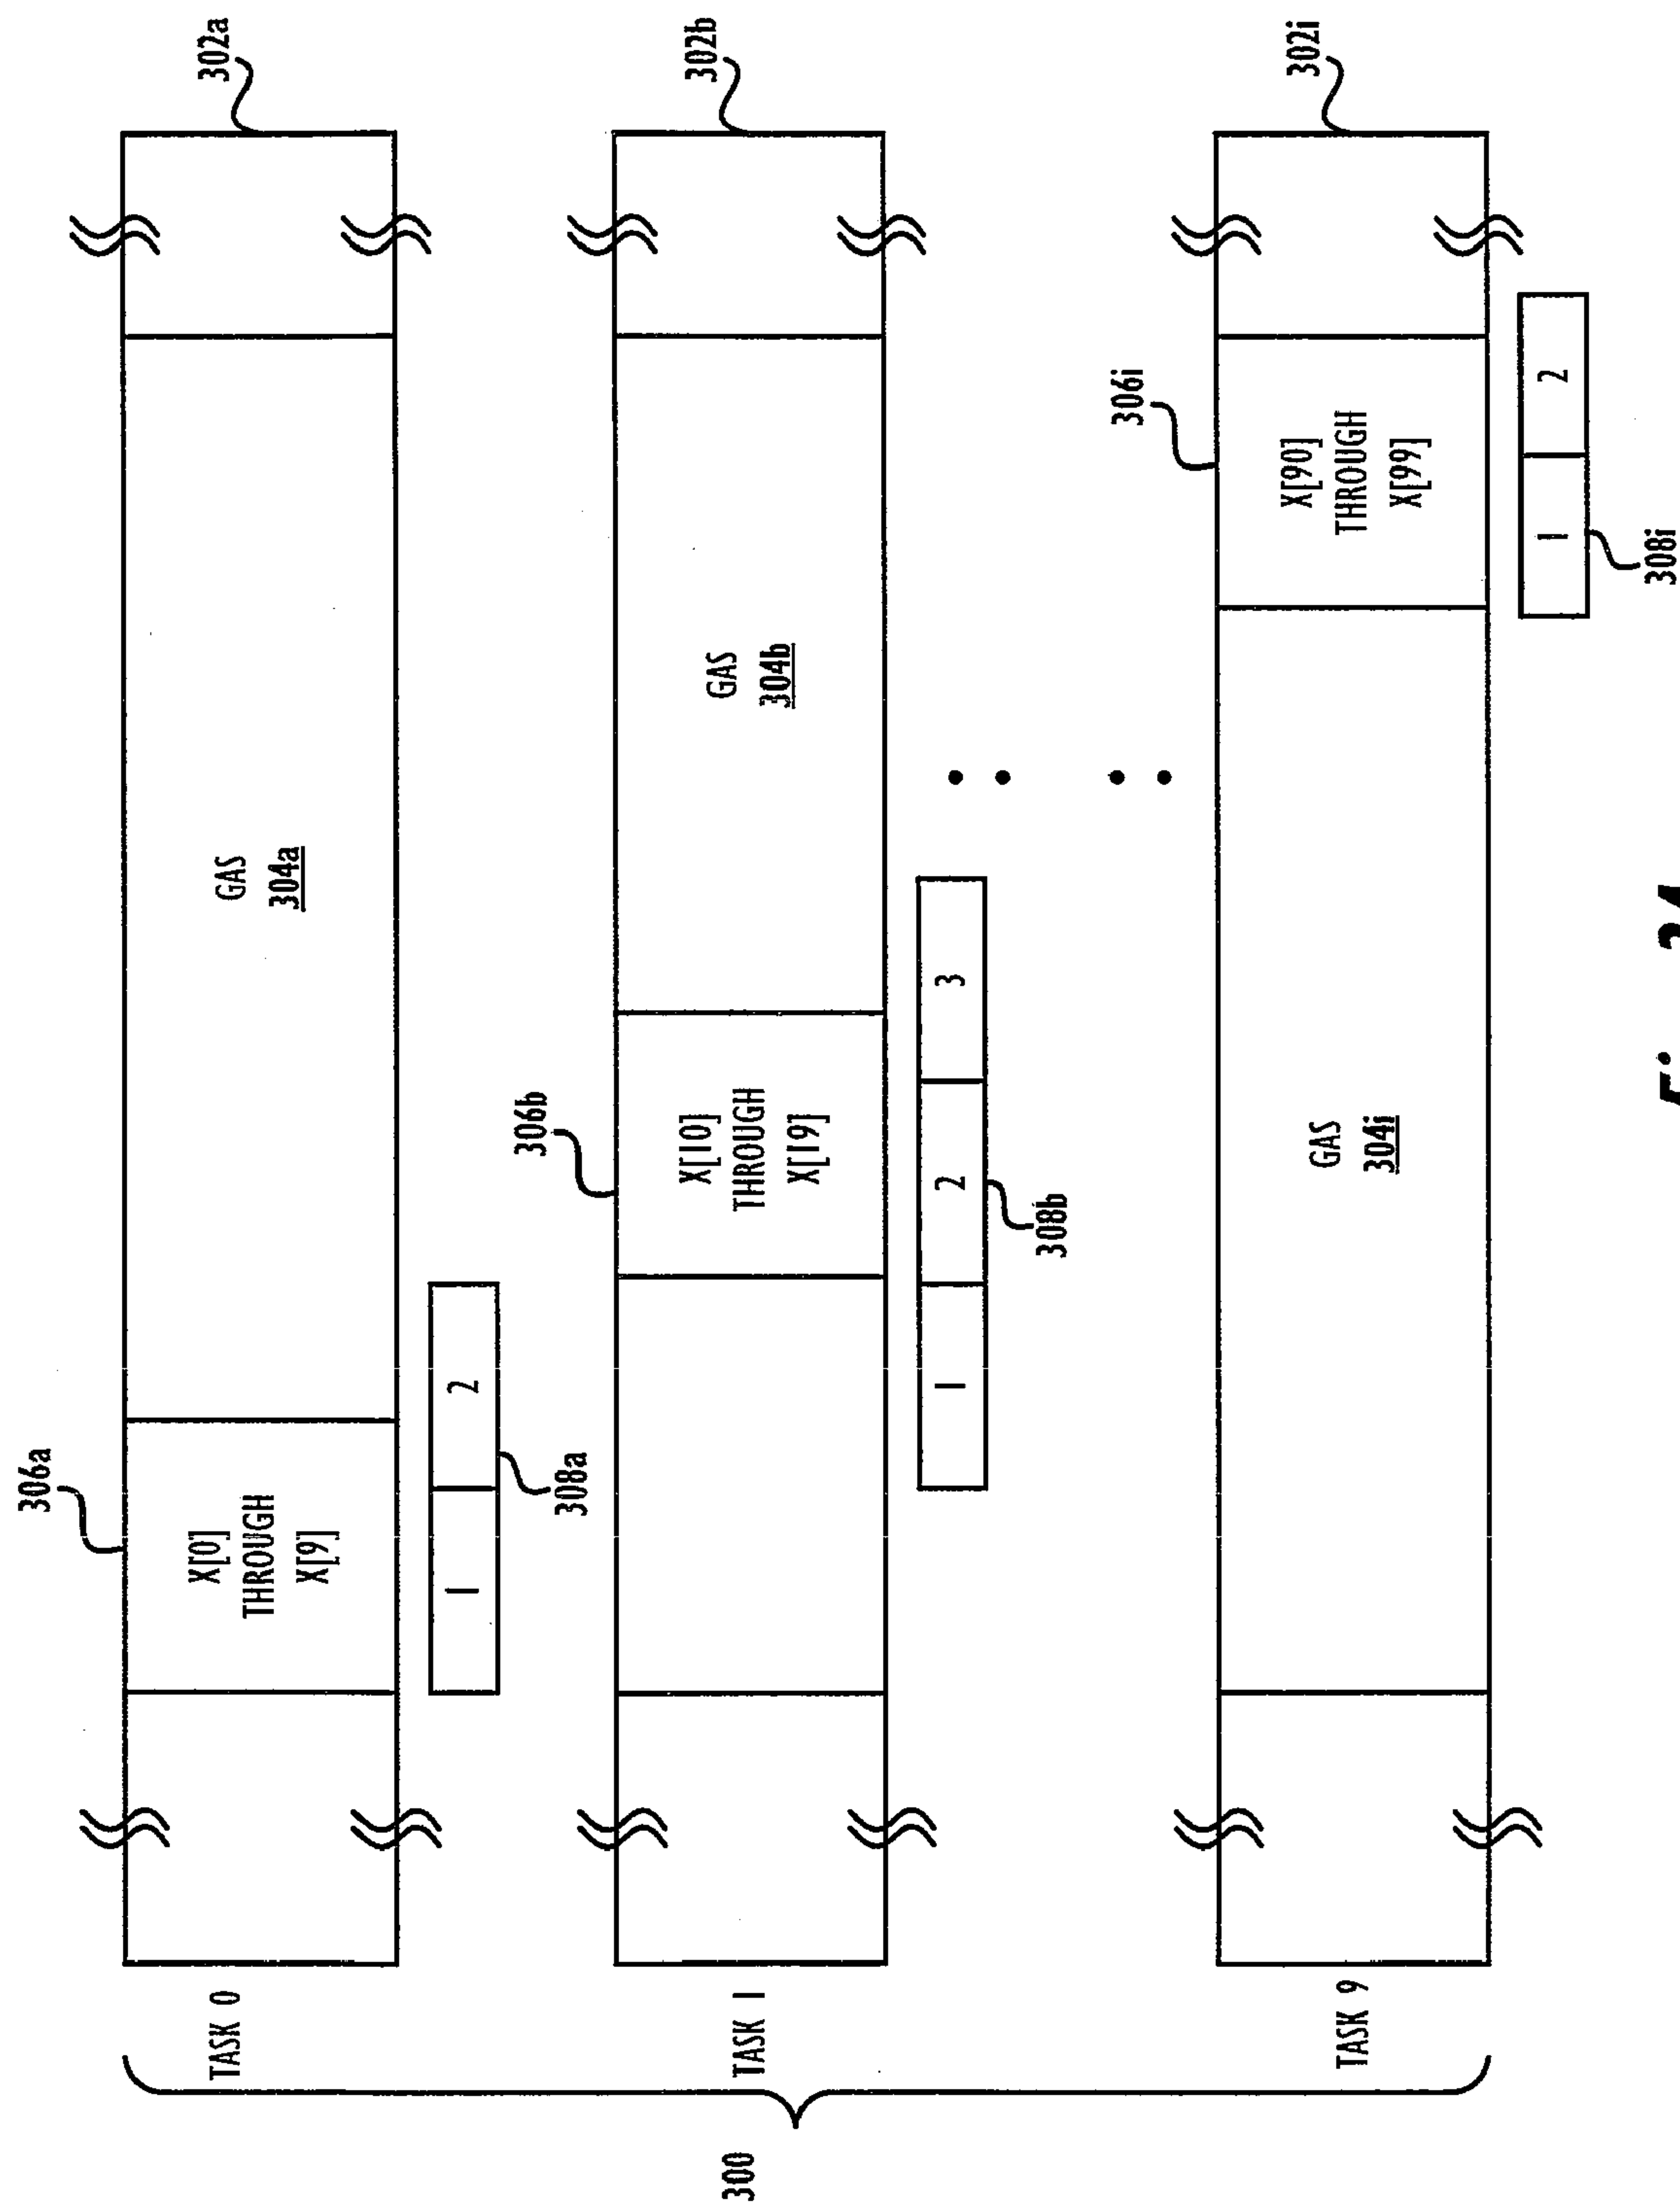 302a
302b
302i
306a
X[0]
THROUGH
X[9]
GAS
304a
1
2
308a
TASK 0
306b
X[10]
THROUGH
X[19]
GAS
304b
1
2
3
308b
TASK 1
306i
X[90]
THROUGH
X[99]
GAS
304i
1
2
308i
TASK 9
300